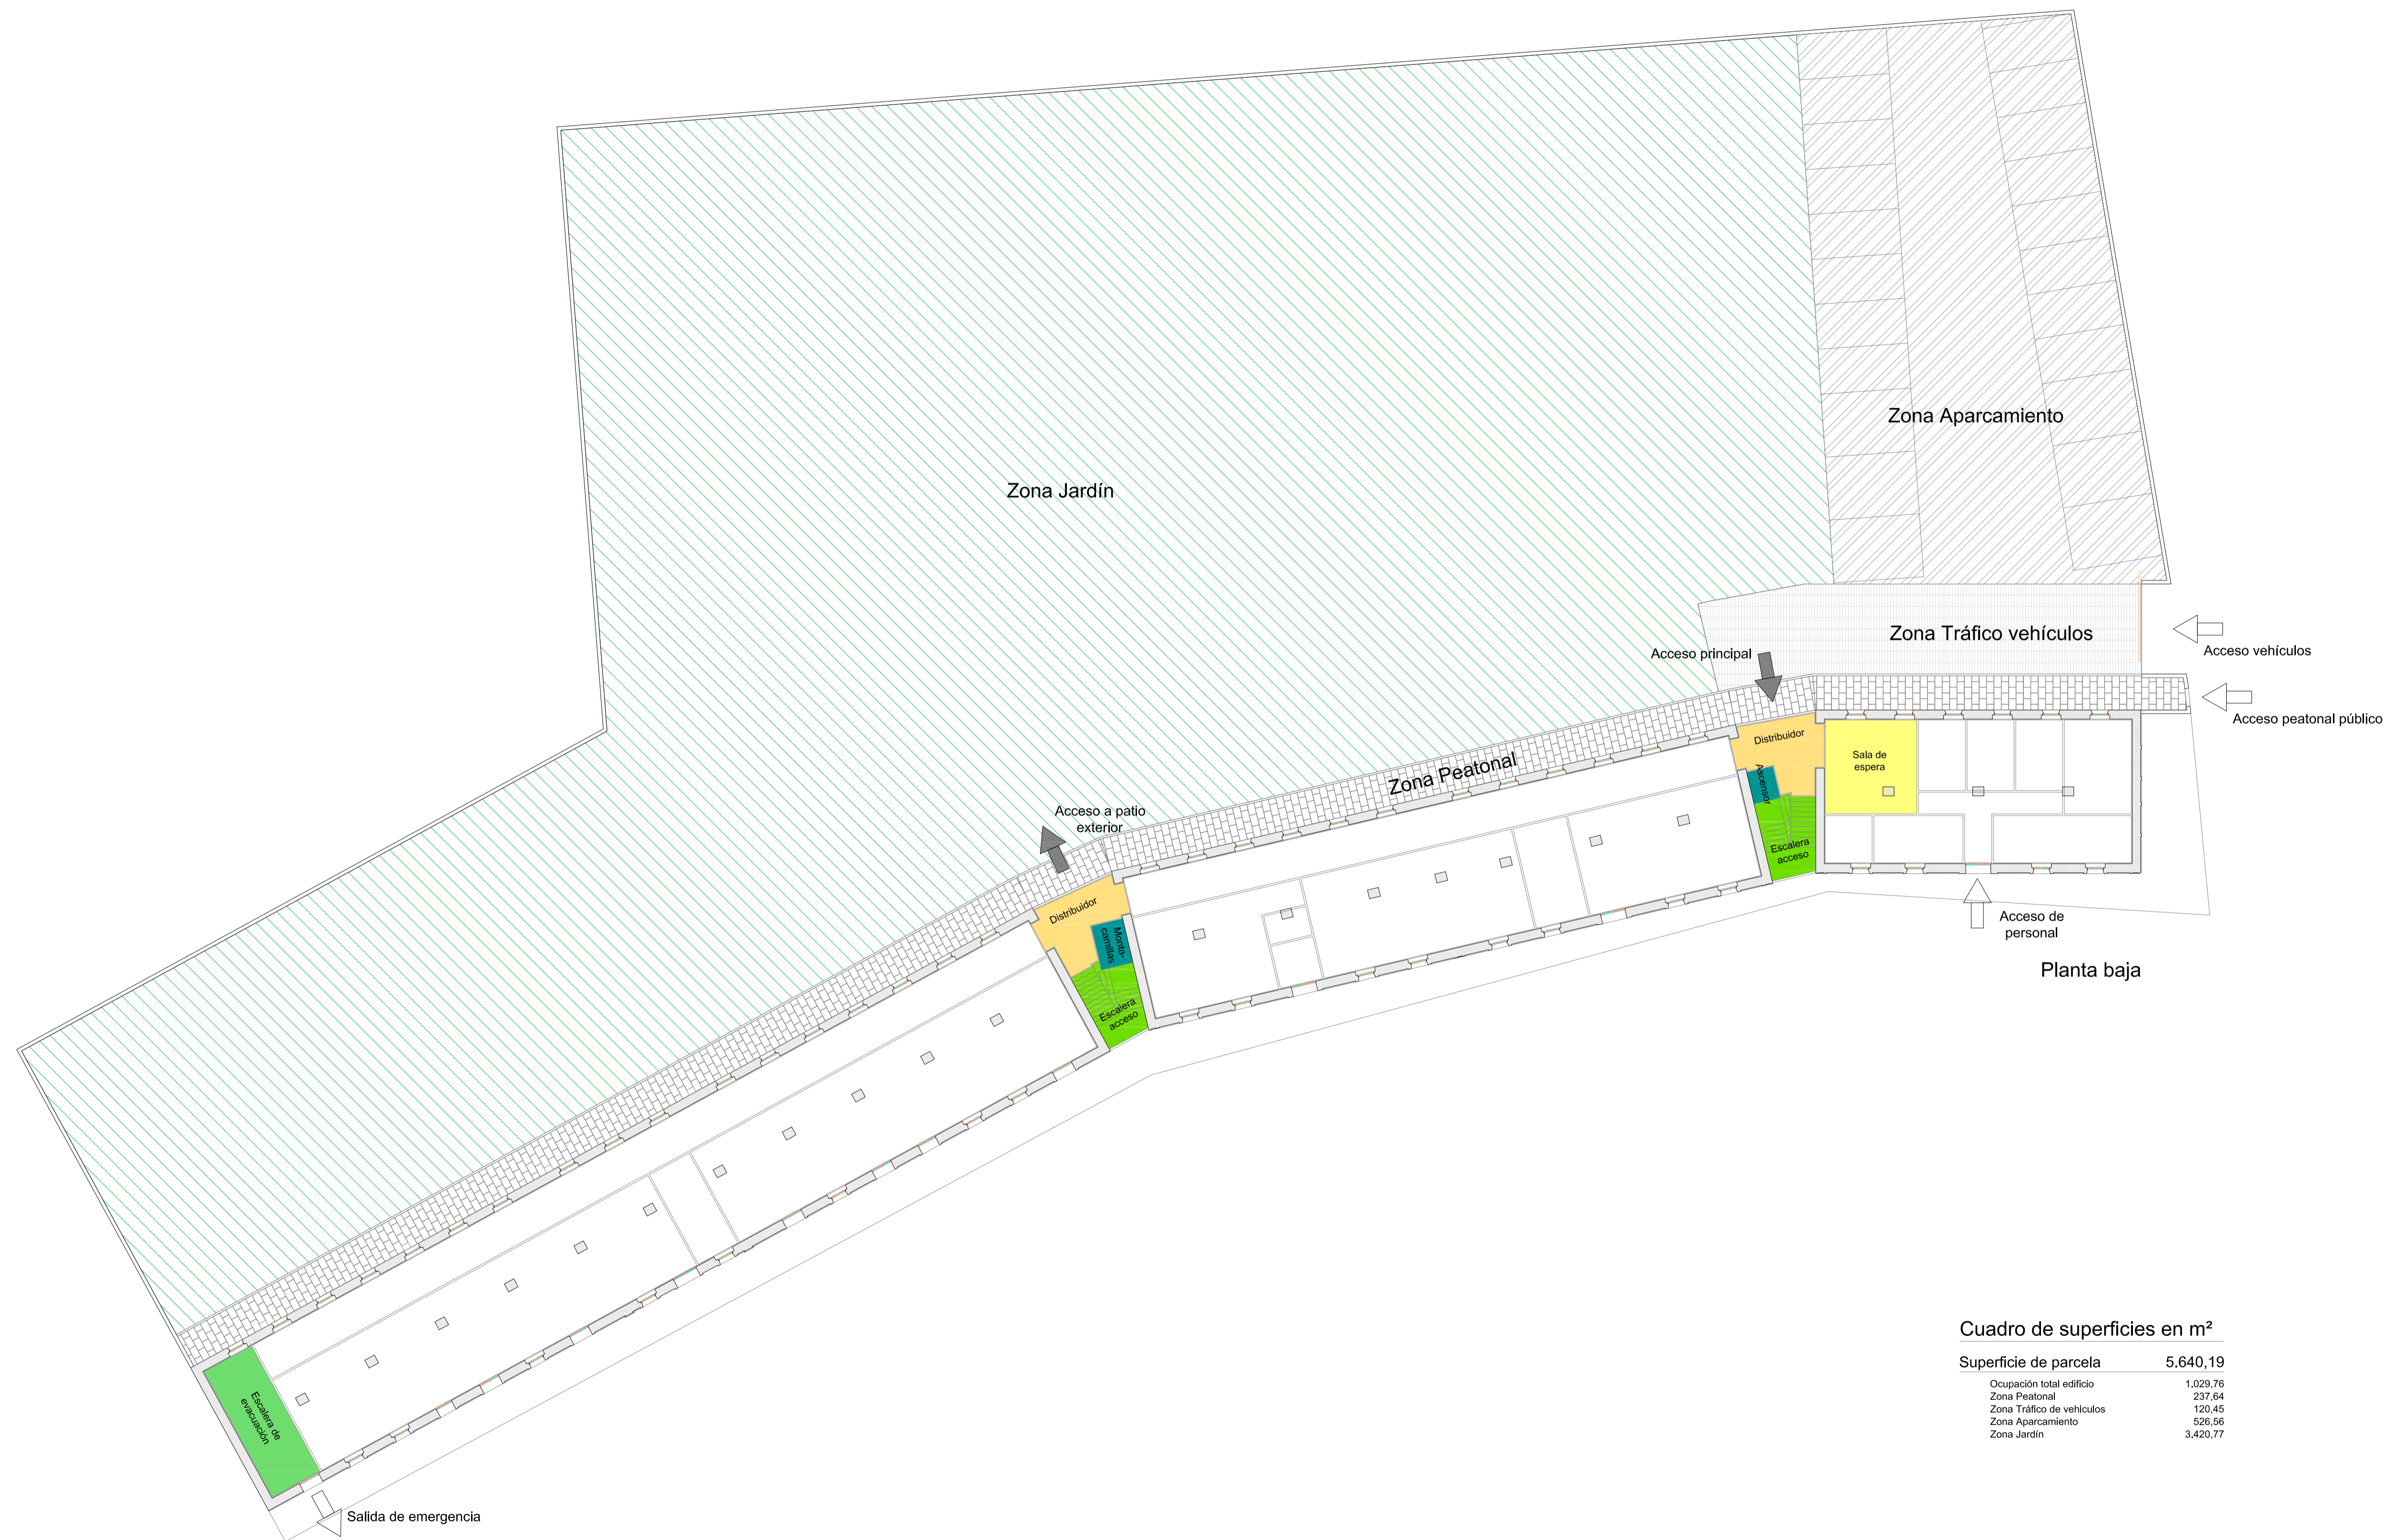 Zona Aparcamiento
Zona Jardín
Zona Tráfico vehículos
Acceso vehículos
Acceso principal
Acceso peatonal público
Distribuidor
Sala de
espera
Zona Peatonal
Ascensor
Acceso a patio
exterior
Escalera
acceso
Distribuidor
Monta-
camillas
Acceso de
personal
Escalera
acceso
Planta baja
Cuadro de superficies en m²
Superficie de parcela 5.640,19
Ocupación total edificio 1.029,76
Zona Peatonal 237,64
Zona Tráfico de vehiculos 120,45
Zona Aparcamiento 526,56
Zona Jardín 3.420,77
Escalera de
evacuación
Salida de emergencia